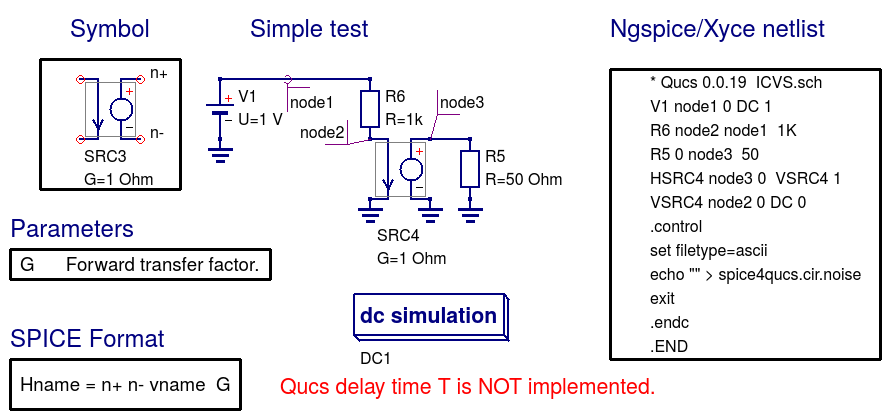 Symbol
n+
n-
SRC3
G=1 Ohm
Simple test
V1
U=1 V
node1
R6
R=1k
node2
node3
R5
R=50 Ohm
SRC4
G=1 Ohm
Ngspice/Xyce netlist
* Qucs 0.0.19  ICVS.sch
V1 node1 0 DC 1
R6 node2 node1  1K
R5 0 node3  50
HSRC4 node3 0  VSRC4 1
VSRC4 node2 0 DC 0
.control
set filetype=ascii
echo "" > spice4qucs.cir.noise
exit
.endc
.END
Parameters
G Forward transfer factor.
SPICE Format
Hname = n+ n- vname  G
dc simulation
DC1
Qucs delay time T is NOT implemented.